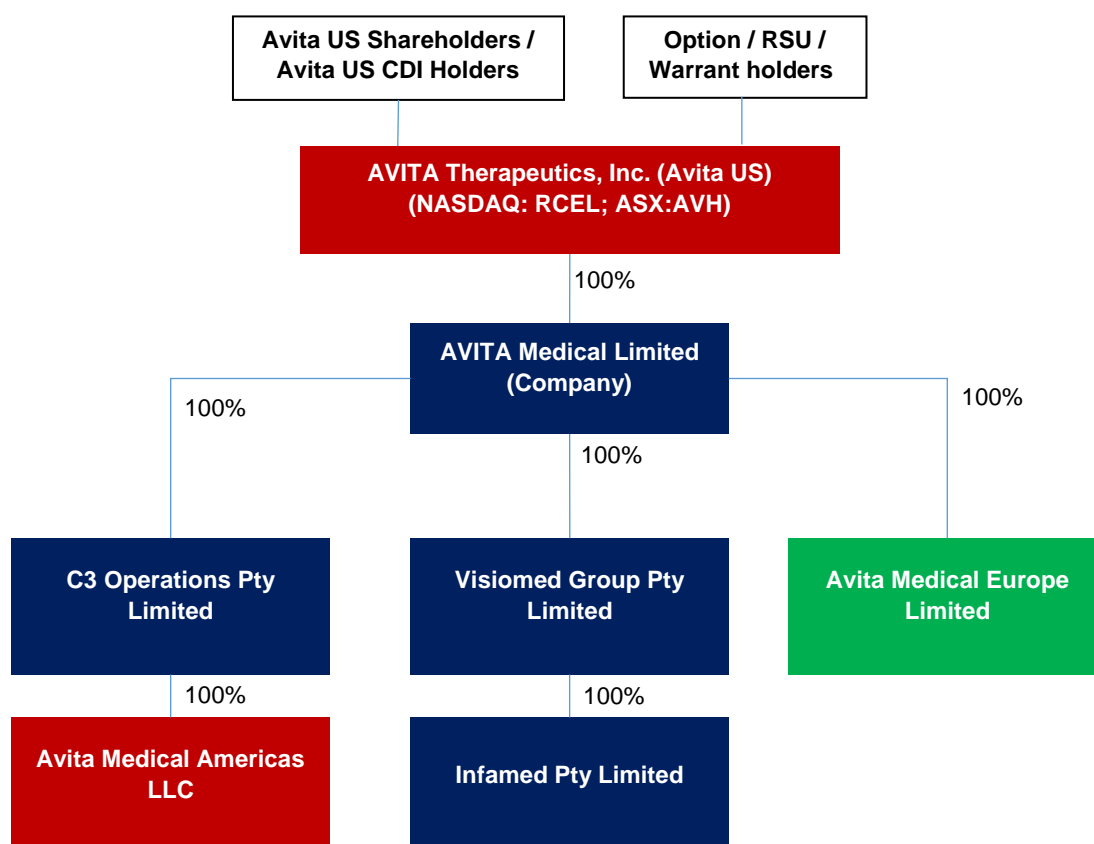 Avita US Shareholders /
Avita US CDI Holders
Option / RSU /
Warrant holders
AVITA Therapeutics, Inc. (Avita US)
(NASDAQ: RCEL; ASX:AVH)
100%
AVITA Medical Limited
(Company)
100%
100%
100%
C3 Operations Pty
Limited
Visiomed Group Pty
Limited
Avita Medical Europe
Limited
100%
100%
Avita Medical Americas
LLC
Infamed Pty Limited